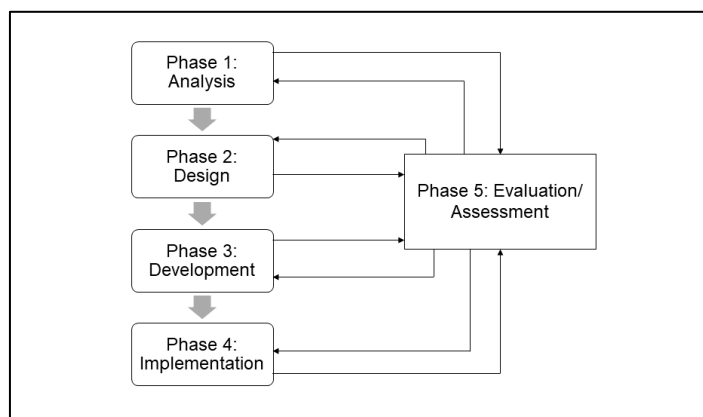 Phase 1:
Analysis
Phase 2:
Design
Phase 5: Evaluation/
Assessment
Phase 3:
Development
Phase 4:
Implementation